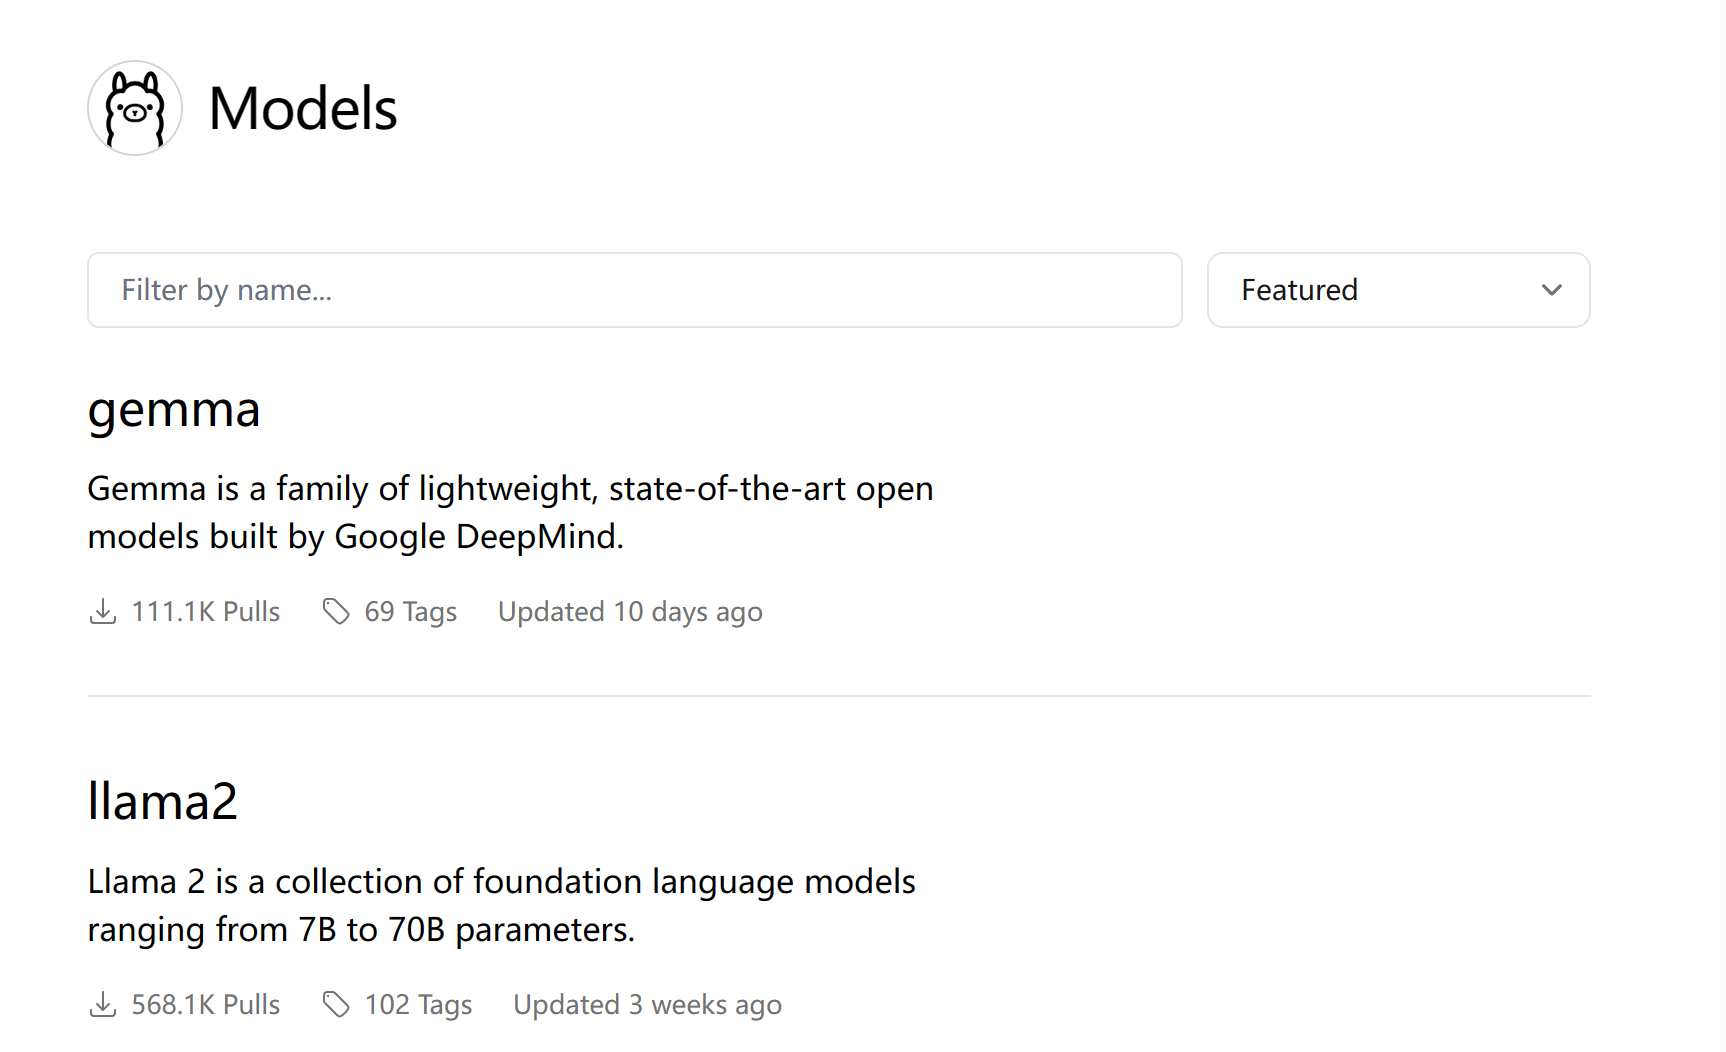 Models
Filter by name...
Featured
gemma
Gemma is a family of lightweight, state-of-the-art open
models built by Google DeepMind.
111.1K Pulls 69 Tags Updated 10 days ago
llama2
Llama 2 is a collection of foundation language models
ranging from 7B to 70B parameters.
568.1K Pulls 102 Tags Updated 3 weeks ago